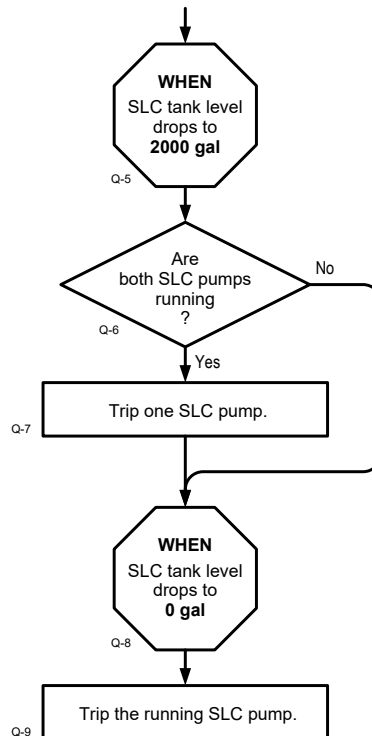 WHEN
SLC tank level
drops to
2000 gal
Q-5
Are
both SLC pumps
running
?
No
Q-6
Yes
Trip one SLC pump.
Q-7
WHEN
SLC tank level
drops to
0 gal
Q-8
Trip the running SLC pump.
Q-9